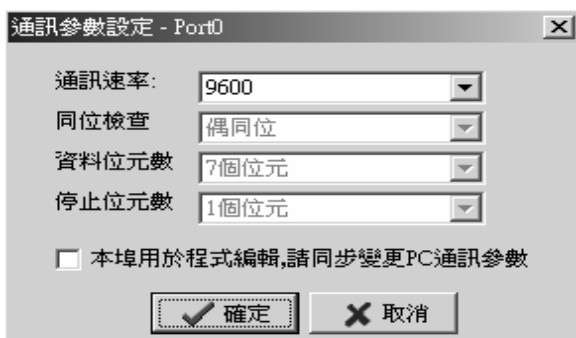 通訊參數設定 - Port0
通訊速率: 9600
同位檢查 偶同位
資料位元數 7個位元
停止位元數 1個位元
本埠用於程式編輯,請同步變更PC通訊參數
確定 取消